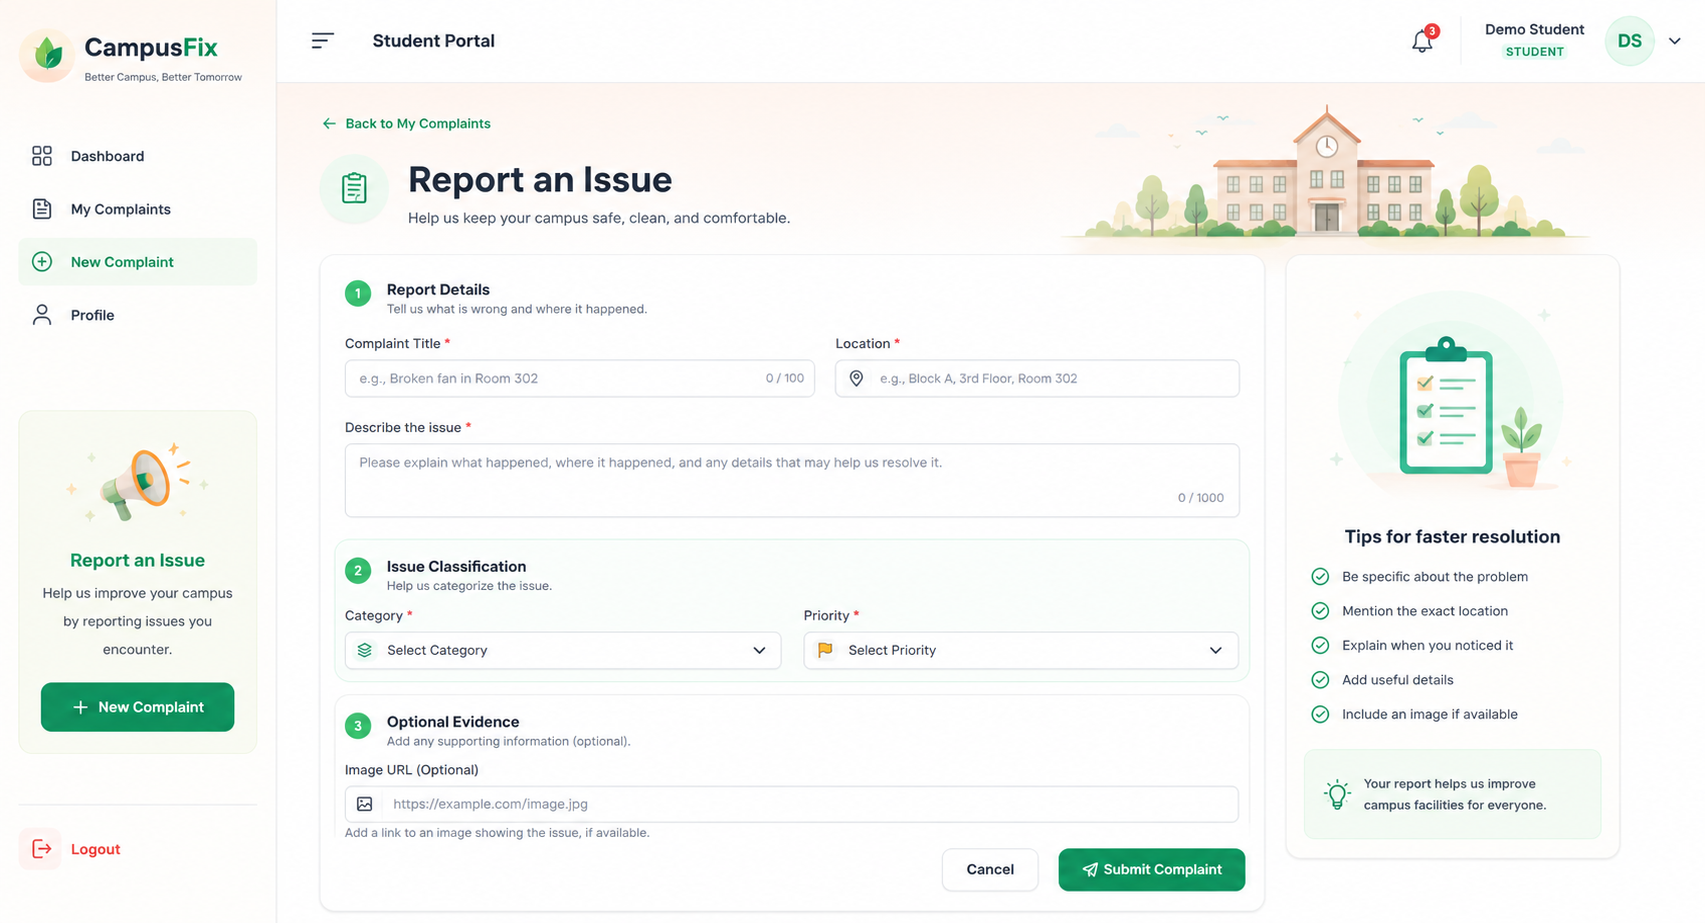 CampusFix
Better Campus, Better Tomorrow
Dashboard
My Complaints
New Complaint
Profile
Report an Issue
Help us improve your campus
by reporting issues you
encounter.
New Complaint
Logout
Student Portal
3
Demo Student
STUDENT
DS
Back to My Complaints
Report an Issue
Help us keep your campus safe, clean, and comfortable.
1
Report Details
Tell us what is wrong and where it happened.
Complaint Title *
e.g., Broken fan in Room 302
0 / 100
Location *
e.g., Block A, 3rd Floor, Room 302
Describe the issue *
Please explain what happened, where it happened, and any details that may help us resolve it.
0 / 1000
2
Issue Classification
Help us categorize the issue.
Category *
Select Category
Priority *
Select Priority
3
Optional Evidence
Add any supporting information (optional).
Image URL (Optional)
https://example.com/image.jpg
Add a link to an image showing the issue, if available.
Cancel
Submit Complaint
Tips for faster resolution
Be specific about the problem
Mention the exact location
Explain when you noticed it
Add useful details
Include an image if available
Your report helps us improve
campus facilities for everyone.